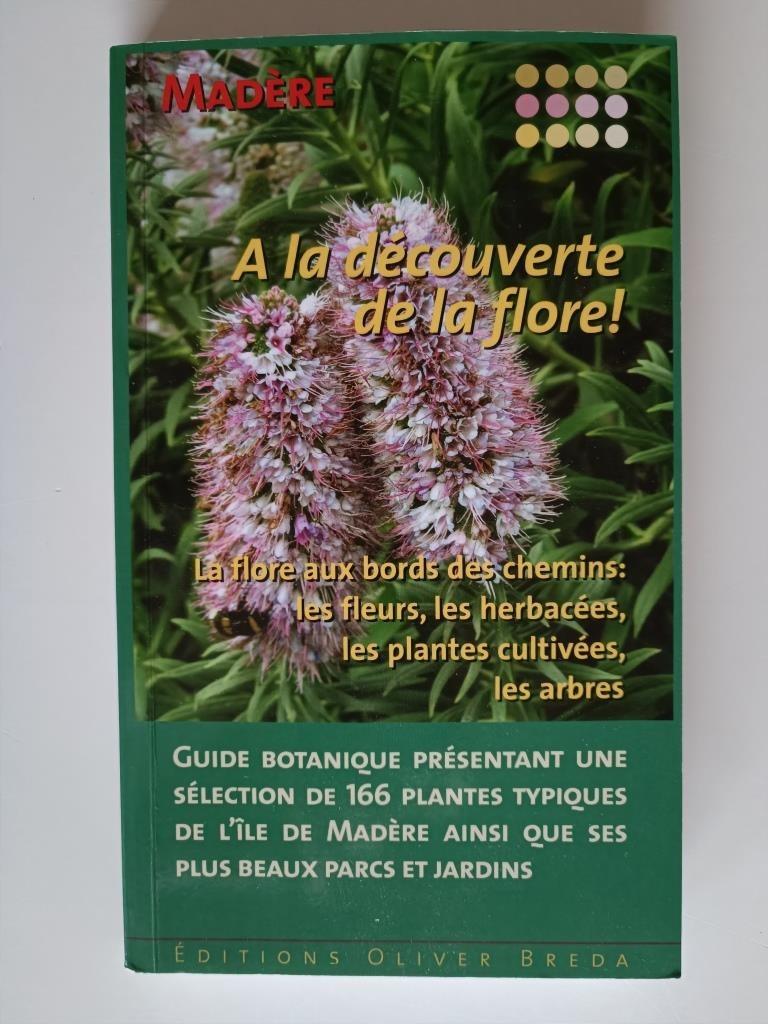 MADÈRE
A la découverte
de la flore!
La flore aux bords des chemins:
les fleurs, les herbacées,
les plantes cultivées,
les arbres
GUIDE BOTANIQUE PRÉSENTANT UNE
SÉLECTION DE 166 PLANTES TYPIQUES
DE L'ÎLE DE MADÈRE AINSI QUE SES
PLUS BEAUX PARCS ET JARDINS
ÉDITIONS OLIVER BREDA